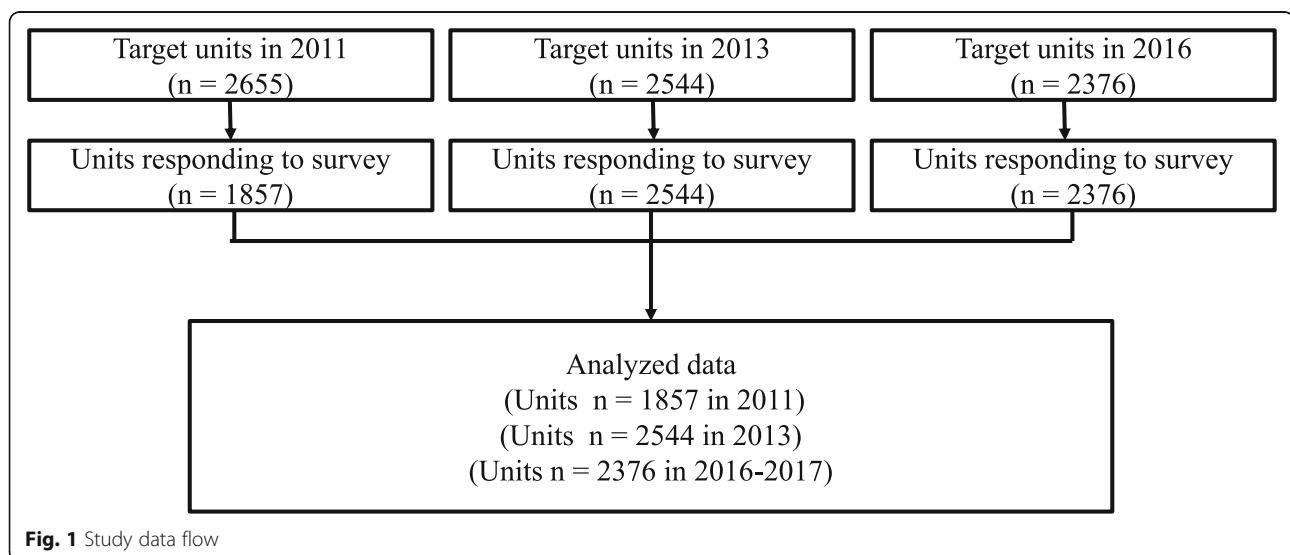 Target units in 2011
(n = 2655)
Target units in 2013
(n = 2544)
Target units in 2016
(n = 2376)
Units responding to survey
(n = 1857)
Units responding to survey
(n = 2544)
Units responding to survey
(n = 2376)
Analyzed data
(Units n = 1857 in 2011)
(Units n = 2544 in 2013)
(Units n = 2376 in 2016-2017)
Fig. 1 Study data flow